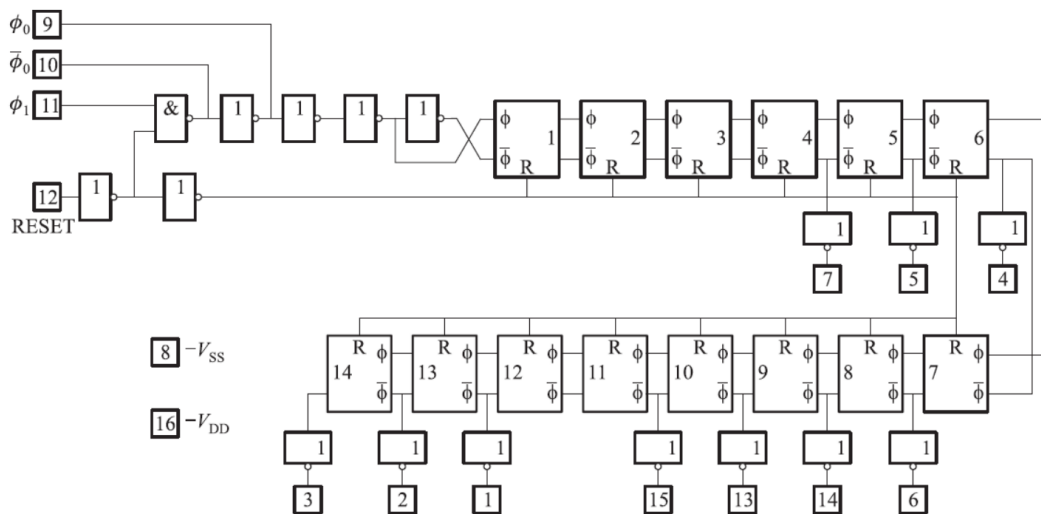 ϕ₀ 9
ϕ̄₀ 10
ϕ₁ 11
& 1 1 1 1
ϕ ϕ ϕ ϕ ϕ ϕ
1 2 3 4 5 6
ϕ̄ ϕ̄ ϕ̄ ϕ̄ ϕ̄ ϕ̄
R R R R R R
12 1 1
RESET
1 1 1
7 5 4
R R R R R R R
ϕ ϕ ϕ ϕ ϕ ϕ ϕ
14 13 12 11 10 9 8 7
ϕ̄ ϕ̄ ϕ̄ ϕ̄ ϕ̄ ϕ̄ ϕ̄ ϕ̄
8 –V_SS
16 –V_DD
1 1 1 1 1 1 1
3 2 1 15 13 14 6